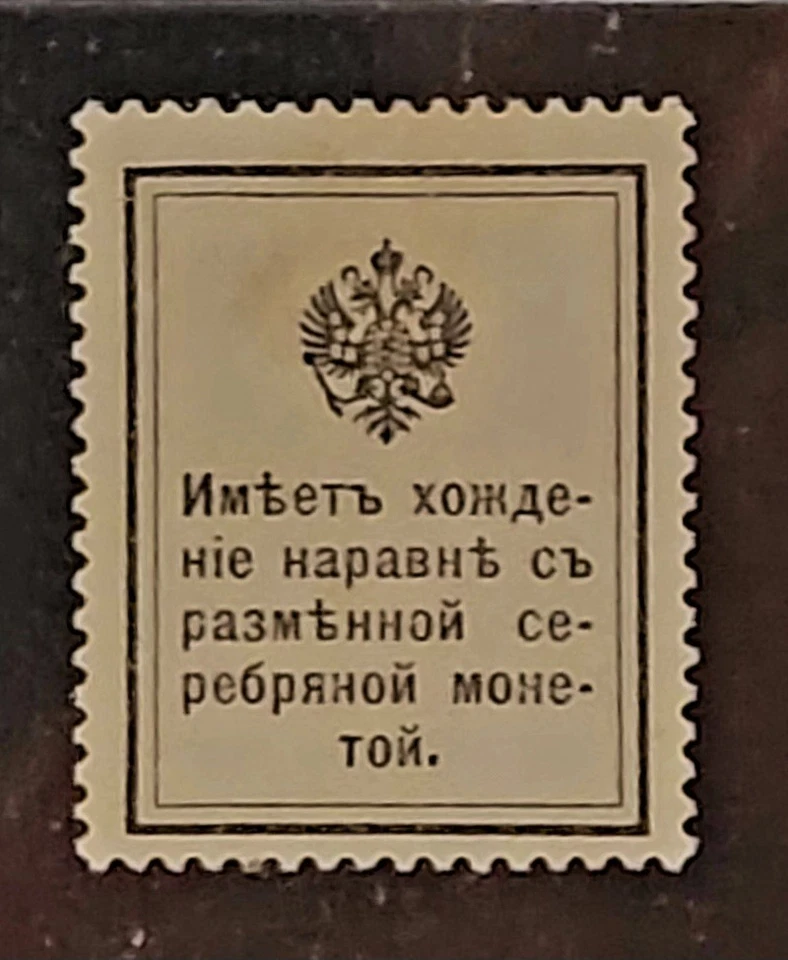 Имѣетъ хожде-
ніе наравнѣ съ
размѣнной се-
ребряной моне-
той.